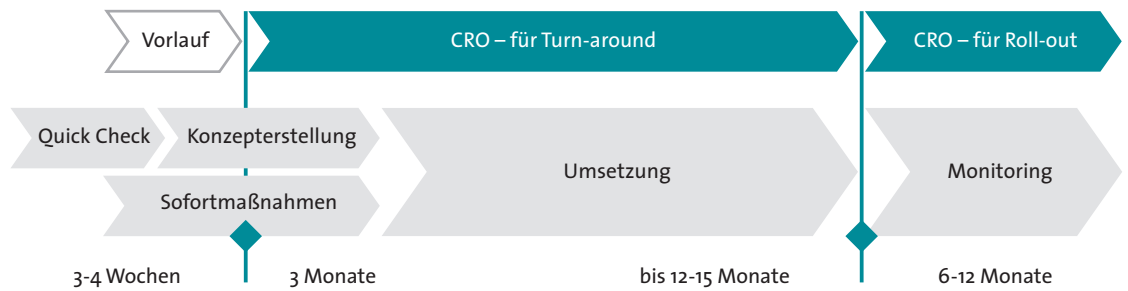 Vorlauf
CRO – für Turn-around
CRO – für Roll-out
Quick Check
Konzepterstellung
Sofortmaßnahmen
Umsetzung
Monitoring
3-4 Wochen
3 Monate
bis 12-15 Monate
6-12 Monate